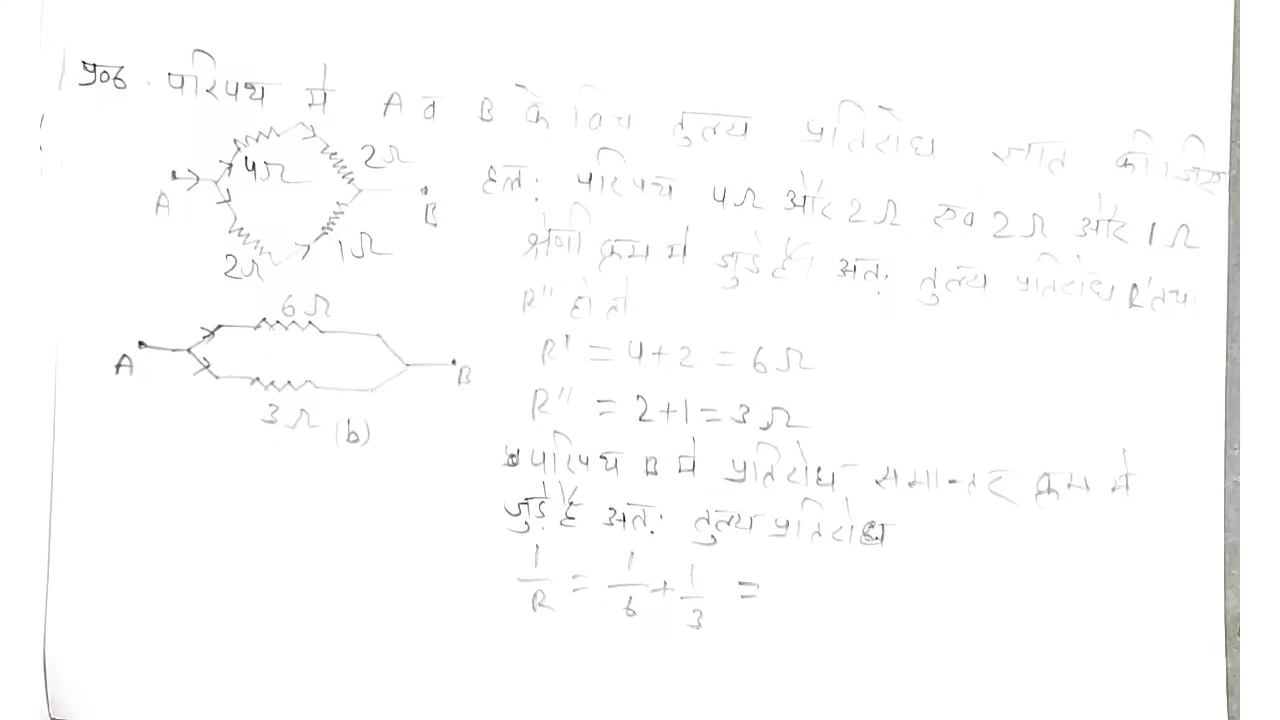 प्र०6. परिपथ में A व B के बिच तुल्य प्रतिरोध ज्ञात कीजिए
4Ω 2Ω
A B
2Ω 1Ω
हल: परिपथ 4Ω और 2Ω एवं 2Ω और 1Ω
श्रेणी क्रम में जुड़े है। अत: तुल्य प्रतिरोध R' तथा
R'' हो तो
6Ω
A B
3Ω (b)
R' = 4+2 = 6Ω
R'' = 2+1 = 3Ω
परिपथ B में प्रतिरोध समान्तर क्रम में
जुड़े है अत: तुल्य प्रतिरोध
1/R = 1/6 + 1/3 =